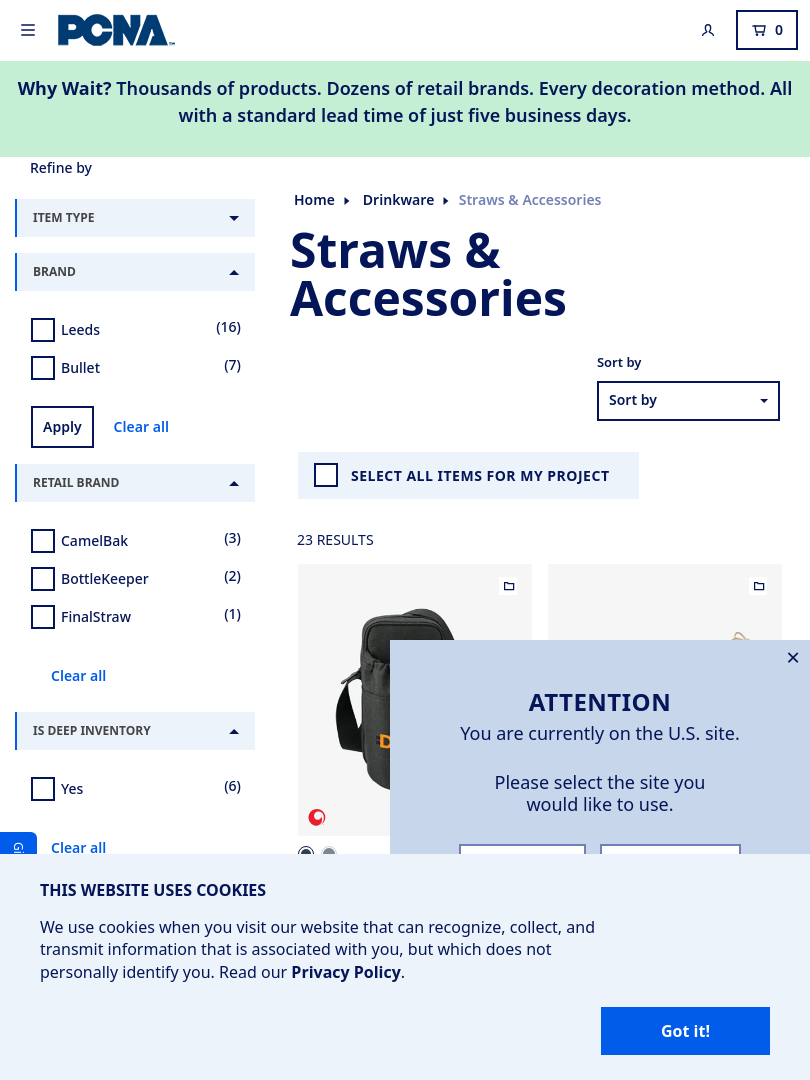 PCNA
0
Why Wait? Thousands of products. Dozens of retail brands. Every decoration method. All
with a standard lead time of just five business days.
Refine by
ITEM TYPE
BRAND
Leeds (16)
Bullet (7)
Apply Clear all
RETAIL BRAND
CamelBak (3)
BottleKeeper (2)
FinalStraw (1)
Clear all
IS DEEP INVENTORY
Yes (6)
Clear all
Home Drinkware Straws & Accessories
Straws &
Accessories
Sort by
Sort by
SELECT ALL ITEMS FOR MY PROJECT
23 RESULTS
ATTENTION
You are currently on the U.S. site.
Please select the site you
would like to use.
THIS WEBSITE USES COOKIES
We use cookies when you visit our website that can recognize, collect, and
transmit information that is associated with you, but which does not
personally identify you. Read our Privacy Policy.
Got it!